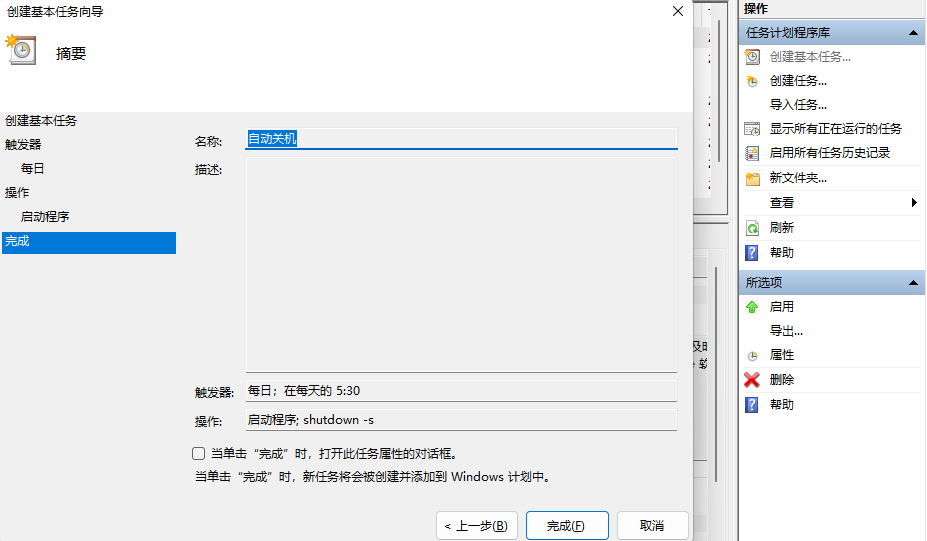 创建基本任务向导
摘要
创建基本任务
触发器
每日
操作
启动程序
完成
名称:
自动关机
描述:
触发器:
每日；在每天的 5:30
操作:
启动程序; shutdown -s
当单击“完成”时，打开此任务属性的对话框。
当单击“完成”时，新任务将会被创建并添加到 Windows 计划中。
< 上一步(B)
完成(F)
取消
操作
任务计划程序库
创建基本任务...
创建任务...
导入任务...
显示所有正在运行的任务
启用所有任务历史记录
新文件夹...
查看
刷新
帮助
所选项
启用
导出...
属性
删除
帮助